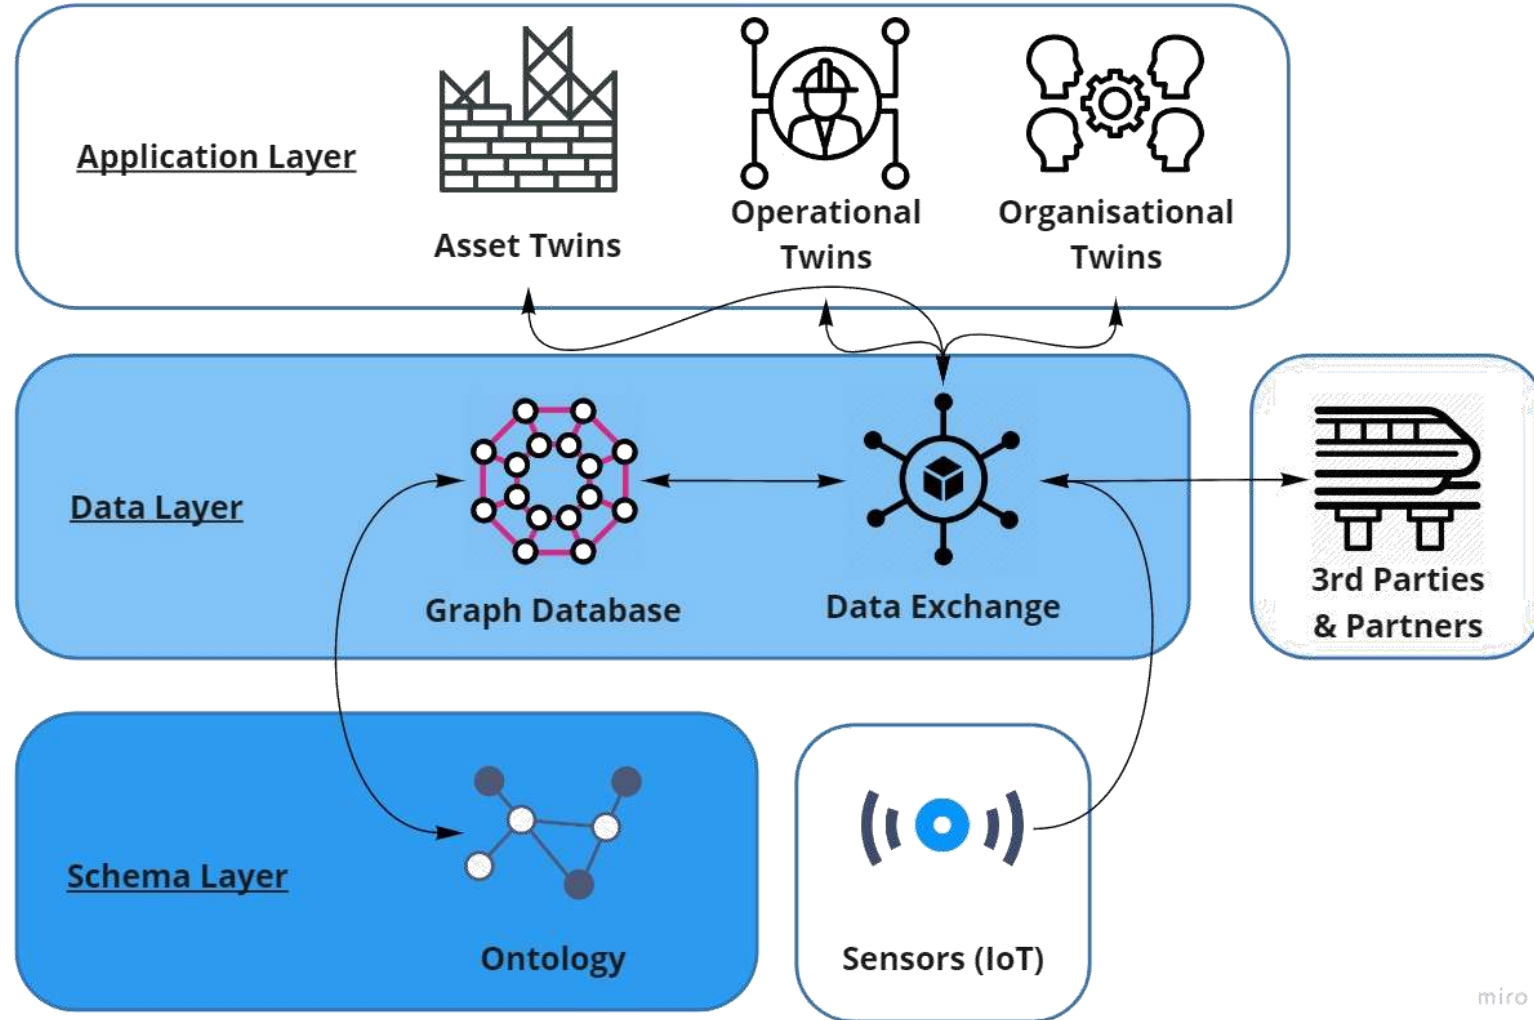 Application Layer
Asset Twins
Operational
Twins
Organisational
Twins
Data Layer
Graph Database
Data Exchange
3rd Parties
& Partners
Schema Layer
Ontology
Sensors (IoT)
miro